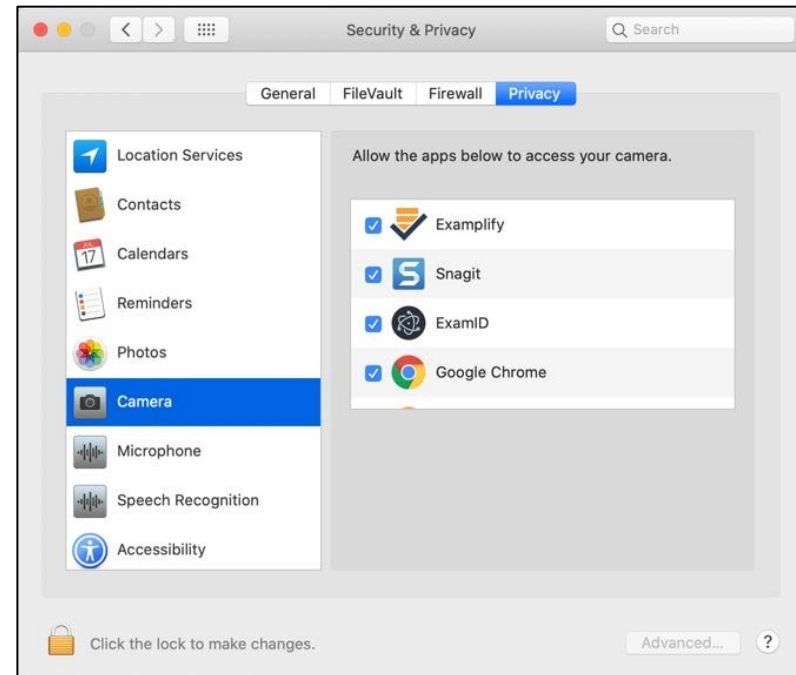 Security & Privacy
Search
General FileVault Firewall Privacy
Location Services
Contacts
JUL
17
Calendars
Reminders
Photos
Camera
Microphone
Speech Recognition
Accessibility
Allow the apps below to access your camera.
Examplify
Snagit
ExamID
Google Chrome
Click the lock to make changes.
Advanced...
?